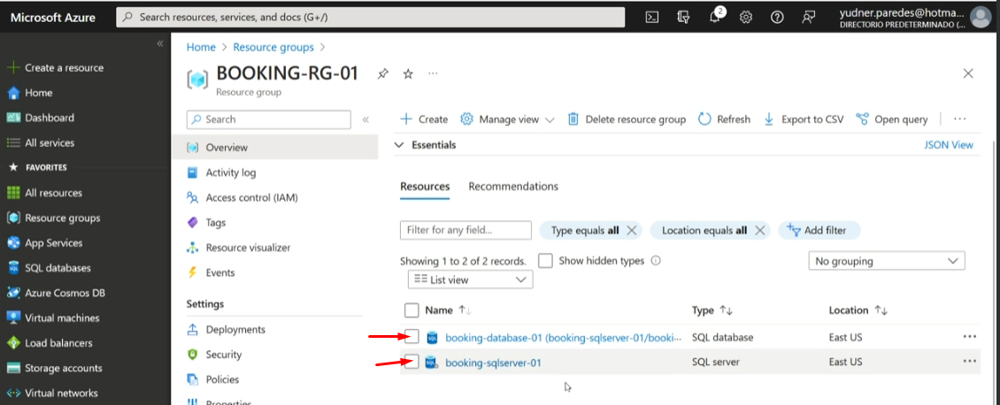 Microsoft Azure
Search resources, services, and docs (G+/)
2
yudner.paredes@hotma...
DIRECTORIO PREDETERMINADO (...
Create a resource
Home
Dashboard
All services
FAVORITES
All resources
Resource groups
App Services
SQL databases
Azure Cosmos DB
Virtual machines
Load balancers
Storage accounts
Virtual networks
Home > Resource groups >
BOOKING-RG-01
Resource group
Search
Overview
Activity log
Access control (IAM)
Tags
Resource visualizer
Events
Settings
Deployments
Security
Policies
Properties
Create
Manage view
Delete resource group
Refresh
Export to CSV
Open query
Essentials
JSON View
Resources
Recommendations
Filter for any field...
Type equals all
Location equals all
Add filter
Showing 1 to 2 of 2 records.
Show hidden types
No grouping
List view
Name
Type
Location
booking-database-01 (booking-sqlserver-01/booki...
SQL database
East US
booking-sqlserver-01
SQL server
East US